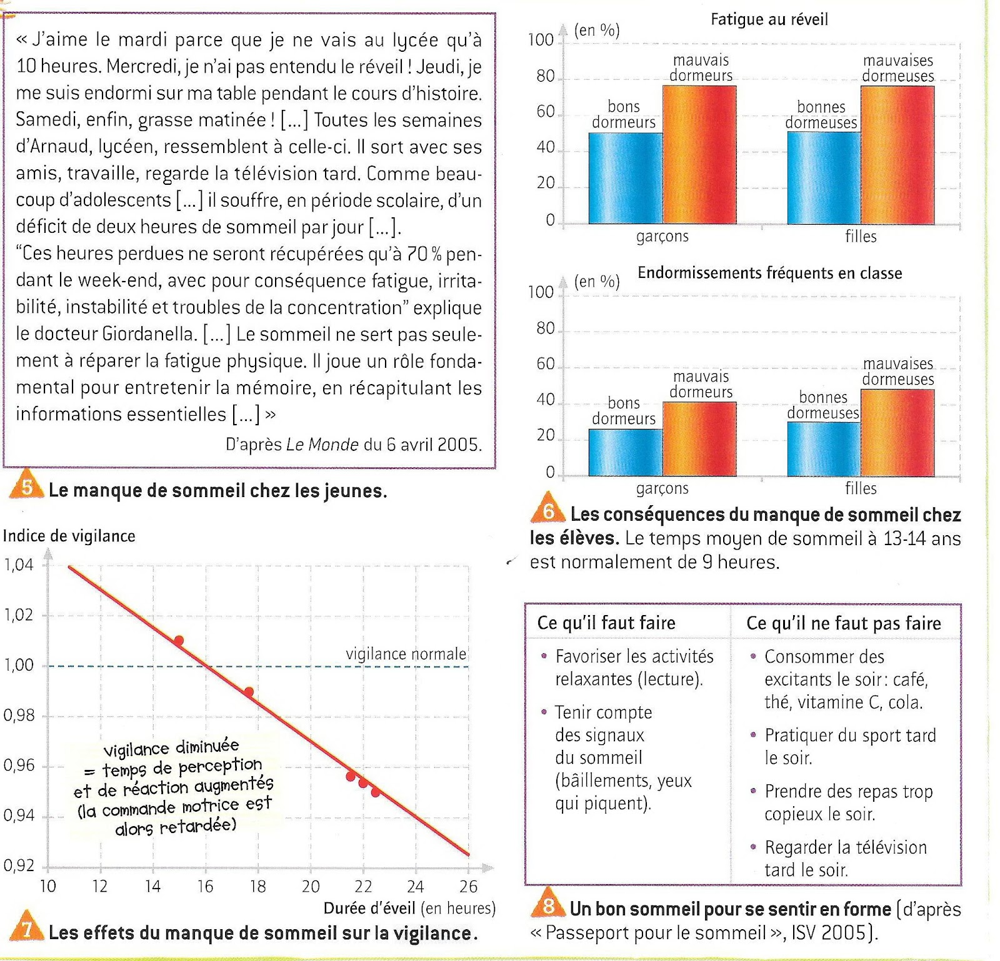 « J'aime le mardi parce que je ne vais au lycée qu'à
10 heures. Mercredi, je n'ai pas entendu le réveil ! Jeudi, je
me suis endormi sur ma table pendant le cours d'histoire.
Samedi, enfin, grasse matinée ! [...] Toutes les semaines
d'Arnaud, lycéen, ressemblent à celle-ci. Il sort avec ses
amis, travaille, regarde la télévision tard. Comme beau-
coup d'adolescents [...] il souffre, en période scolaire, d'un
déficit de deux heures de sommeil par jour [...].
“Ces heures perdues ne seront récupérées qu'à 70 % pen-
dant le week-end, avec pour conséquence fatigue, irrita-
bilité, instabilité et troubles de la concentration” explique
le docteur Giordanella. [...] Le sommeil ne sert pas seule-
ment à réparer la fatigue physique. Il joue un rôle fonda-
mental pour entretenir la mémoire, en récapitulant les
informations essentielles [...] »
D'après Le Monde du 6 avril 2005.
5 Le manque de sommeil chez les jeunes.
Fatigue au réveil
(en %)
100
80
60
40
20
0
bons
dormeurs
mauvais
dormeurs
bonnes
dormeuses
mauvaises
dormeuses
garçons
filles
Endormissements fréquents en classe
(en %)
100
80
60
40
20
0
bons
dormeurs
mauvais
dormeurs
bonnes
dormeuses
mauvaises
dormeuses
garçons
filles
6 Les conséquences du manque de sommeil chez
les élèves. Le temps moyen de sommeil à 13-14 ans
est normalement de 9 heures.
Indice de vigilance
1,04
1,02
1,00
0,98
0,96
0,94
0,92
vigilance normale
vigilance diminuée
= temps de perception
et de réaction augmentés
(la commande motrice est
alors retardée)
10 12 14 16 18 20 22 24 26
Durée d'éveil (en heures)
7 Les effets du manque de sommeil sur la vigilance.
Ce qu'il faut faire
• Favoriser les activités
relaxantes (lecture).
• Tenir compte
des signaux
du sommeil
(bâillements, yeux
qui piquent).
Ce qu'il ne faut pas faire
• Consommer des
excitants le soir : café,
thé, vitamine C, cola.
• Pratiquer du sport tard
le soir.
• Prendre des repas trop
copieux le soir.
• Regarder la télévision
tard le soir.
8 Un bon sommeil pour se sentir en forme (d'après
« Passeport pour le sommeil », ISV 2005).